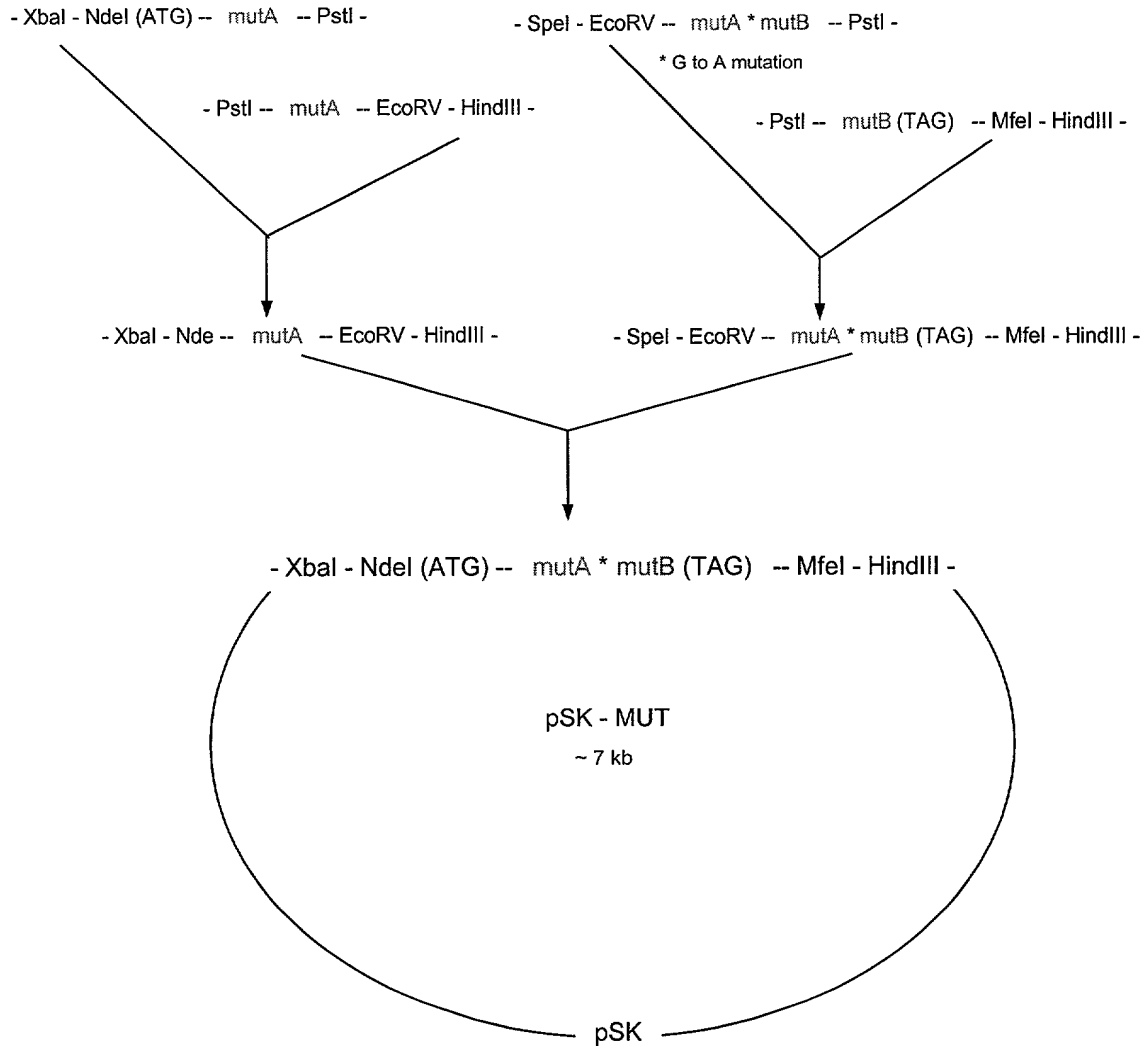 - XbaI - NdeI (ATG) -- mutA -- PstI -
- SpeI - EcoRV -- mutA * mutB -- PstI -
* G to A mutation
- PstI -- mutA -- EcoRV - HindIII -
- PstI -- mutB (TAG) -- MfeI - HindIII -
- XbaI - Nde -- mutA -- EcoRV - HindIII -
- SpeI - EcoRV -- mutA * mutB (TAG) -- MfeI - HindIII -
- XbaI - NdeI (ATG) -- mutA * mutB (TAG) -- MfeI - HindIII -
pSK - MUT
~ 7 kb
pSK